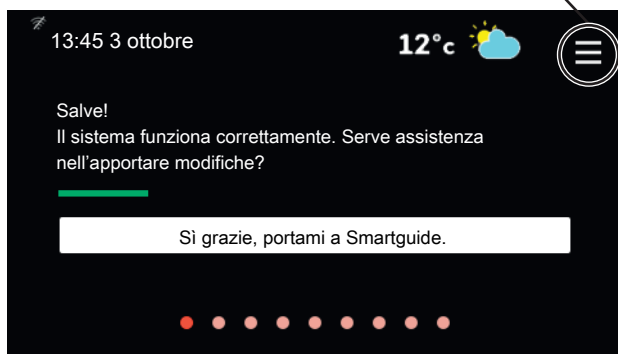 13:45 3 ottobre
12°c
Salve!
Il sistema funziona correttamente. Serve assistenza
nell'apportare modifiche?
Sì grazie, portami a Smartguide.